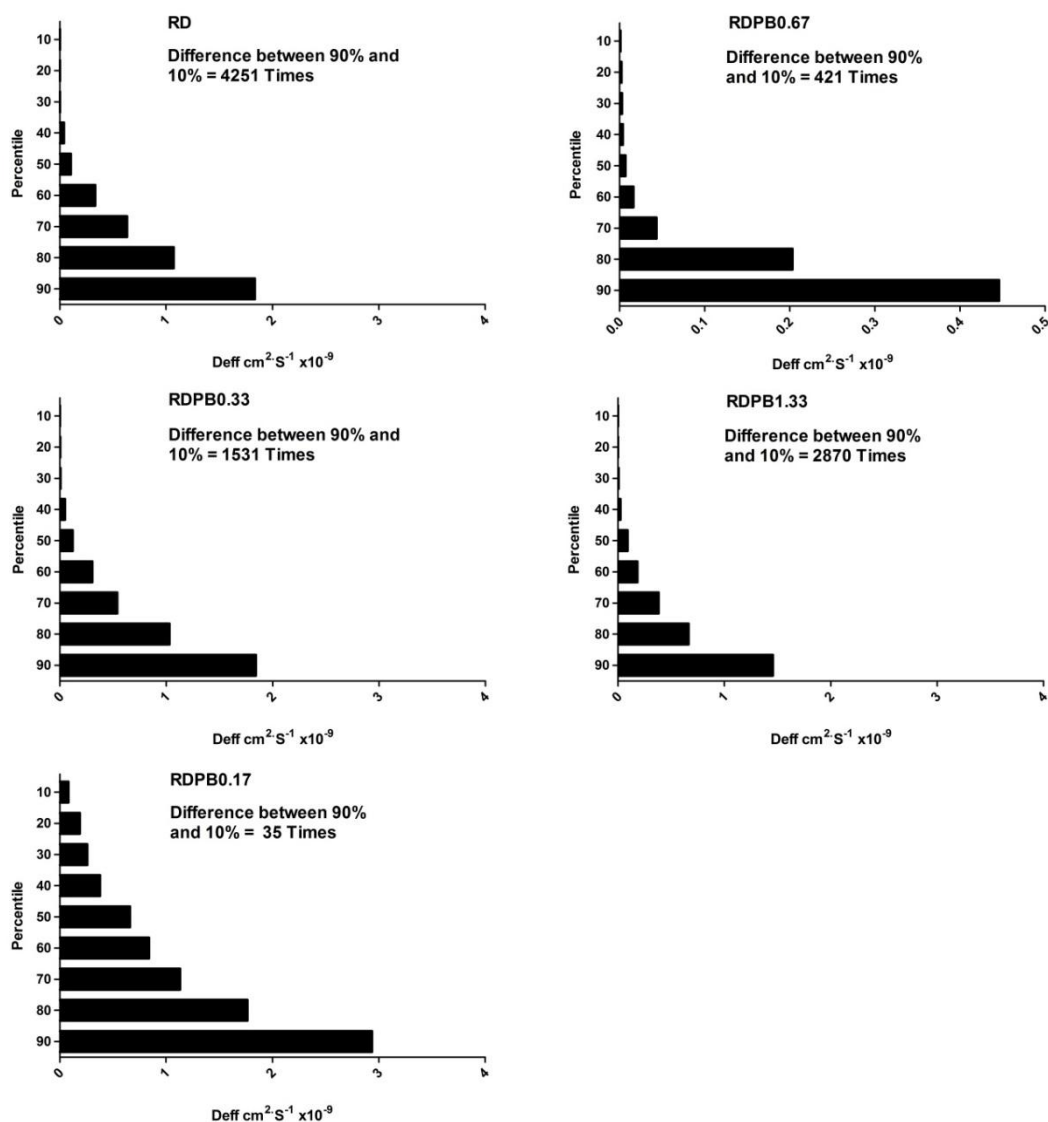 RD
Difference between 90% and
10% = 4251 Times
Percentile
10
20
30
40
50
60
70
80
90
0
1
2
3
4
Deff cm²·S⁻¹ x10⁻⁹
RDPB0.67
Difference between 90%
and 10% = 421 Times
Percentile
10
20
30
40
50
60
70
80
90
0.0
0.1
0.2
0.3
0.4
0.5
Deff cm²·S⁻¹ x10⁻⁹
RDPB0.33
Difference between 90% and
10% = 1531 Times
Percentile
10
20
30
40
50
60
70
80
90
0
1
2
3
4
Deff cm²·S⁻¹ x10⁻⁹
RDPB1.33
Difference between 90%
and 10% = 2870 Times
Percentile
10
20
30
40
50
60
70
80
90
0
1
2
3
4
Deff cm²·S⁻¹ x10⁻⁹
RDPB0.17
Difference between 90%
and 10% = 35 Times
Percentile
10
20
30
40
50
60
70
80
90
0
1
2
3
4
Deff cm²·S⁻¹ x10⁻⁹